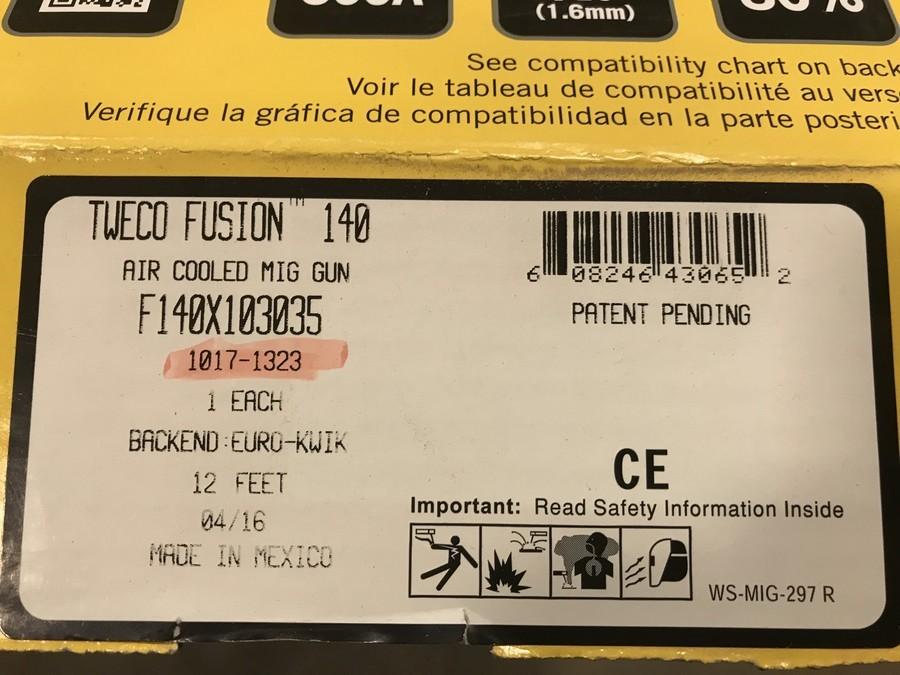 (1.6mm)
See compatibility chart on back
Voir le tableau de compatibilité au vers
Verifique la gráfica de compatibilidad en la parte posteri
TWECO FUSION™ 140
AIR COOLED MIG GUN
F140X103035
1017-1323
1 EACH
BACKEND:EURO-KWIK
12 FEET
04/16
MADE IN MEXICO
6 08246 43065 2
PATENT PENDING
CE
Important: Read Safety Information Inside
WS-MIG-297 R